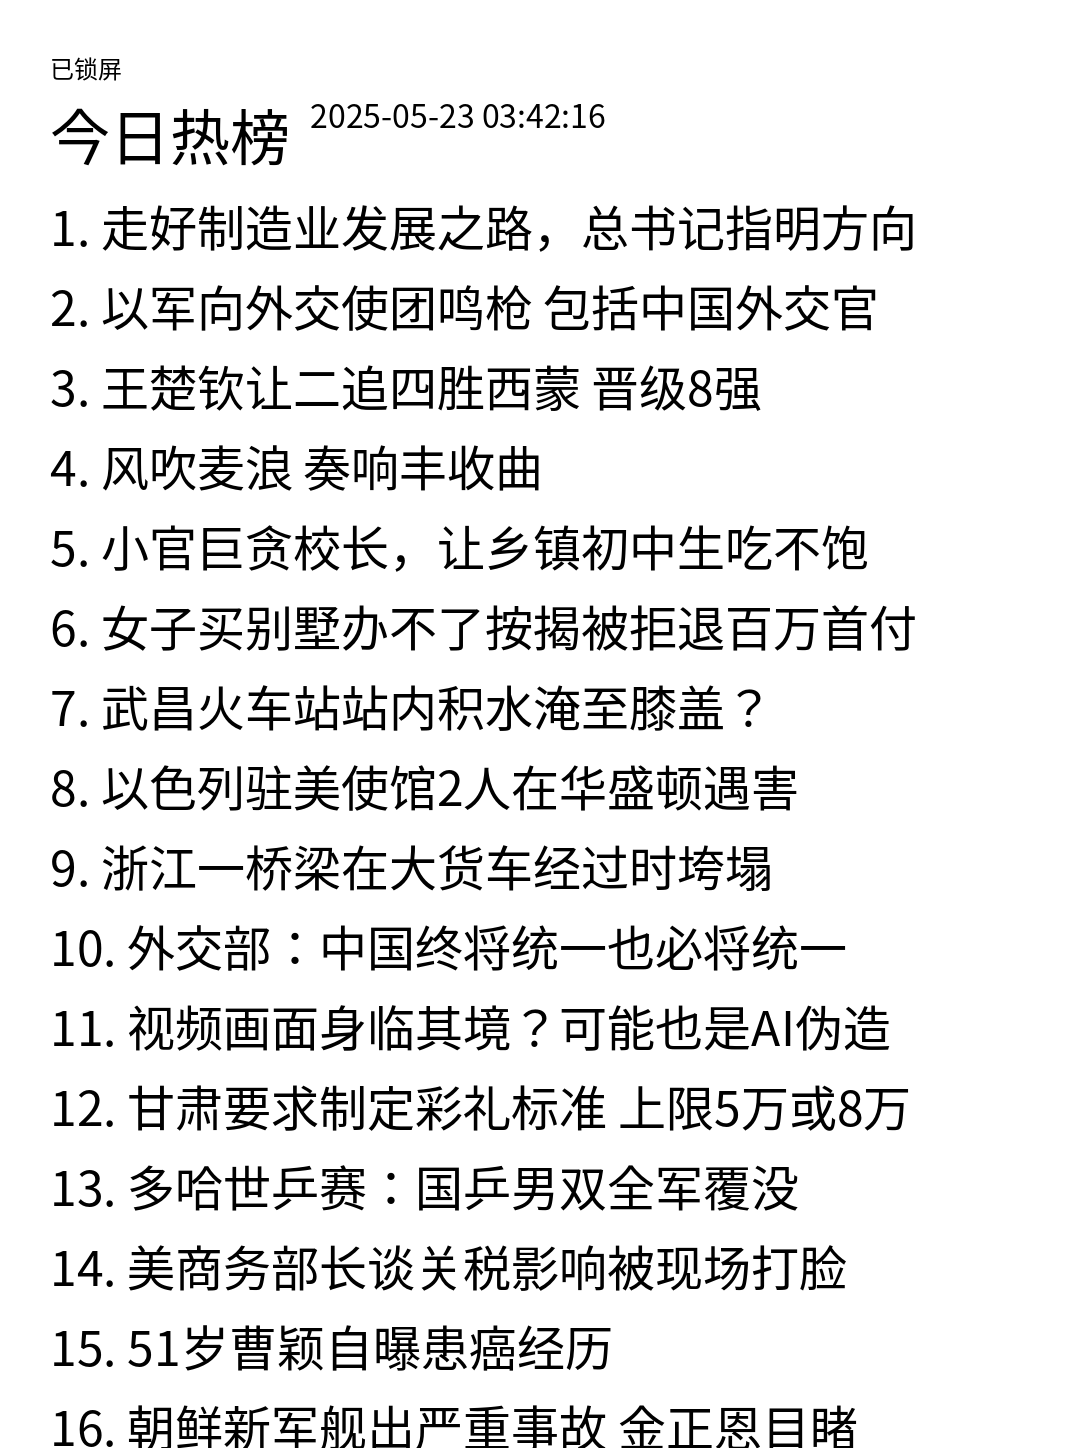 已锁屏
今日热榜 2025-05-23 03:42:16
1. 走好制造业发展之路，总书记指明方向
2. 以军向外交使团鸣枪 包括中国外交官
3. 王楚钦让二追四胜西蒙 晋级8强
4. 风吹麦浪 奏响丰收曲
5. 小官巨贪校长，让乡镇初中生吃不饱
6. 女子买别墅办不了按揭被拒退百万首付
7. 武昌火车站站内积水淹至膝盖？
8. 以色列驻美使馆2人在华盛顿遇害
9. 浙江一桥梁在大货车经过时垮塌
10. 外交部：中国终将统一也必将统一
11. 视频画面身临其境？可能也是AI伪造
12. 甘肃要求制定彩礼标准 上限5万或8万
13. 多哈世乒赛：国乒男双全军覆没
14. 美商务部长谈关税影响被现场打脸
15. 51岁曹颖自曝患癌经历
16. 朝鲜新军舰出严重事故 金正恩目睹